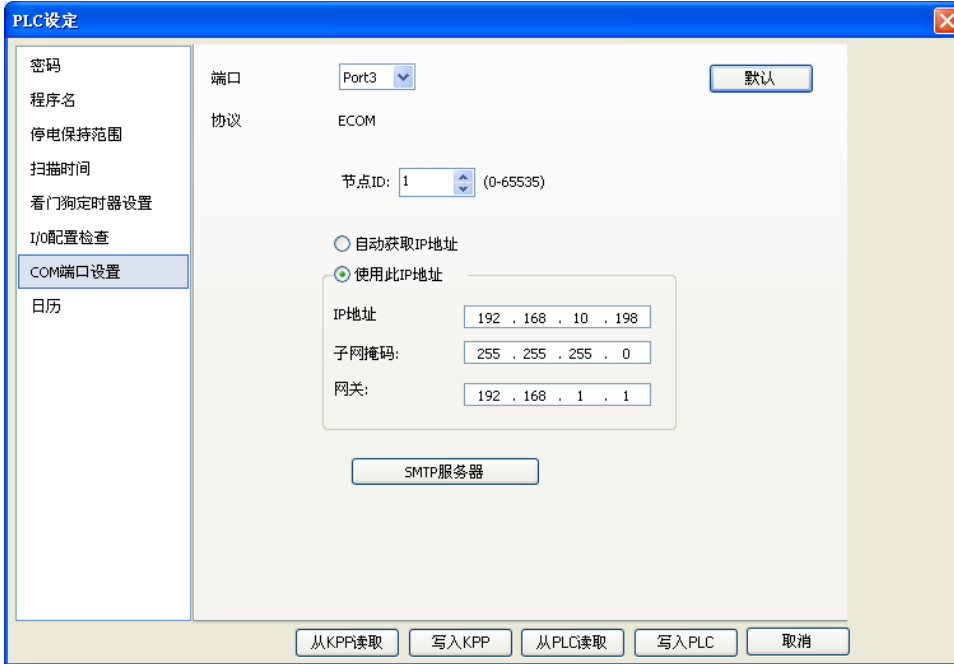 PLC设定
密码
程序名
停电保持范围
扫描时间
看门狗定时器设置
I/O配置检查
COM端口设置
日历
端口 Port3 默认
协议 ECOM
节点ID: 1 (0-65535)
自动获取IP地址
使用此IP地址
IP地址 192 . 168 . 10 . 198
子网掩码: 255 . 255 . 255 . 0
网关: 192 . 168 . 1 . 1
SMTP服务器
从KPP读取 写入KPP 从PLC读取 写入PLC 取消